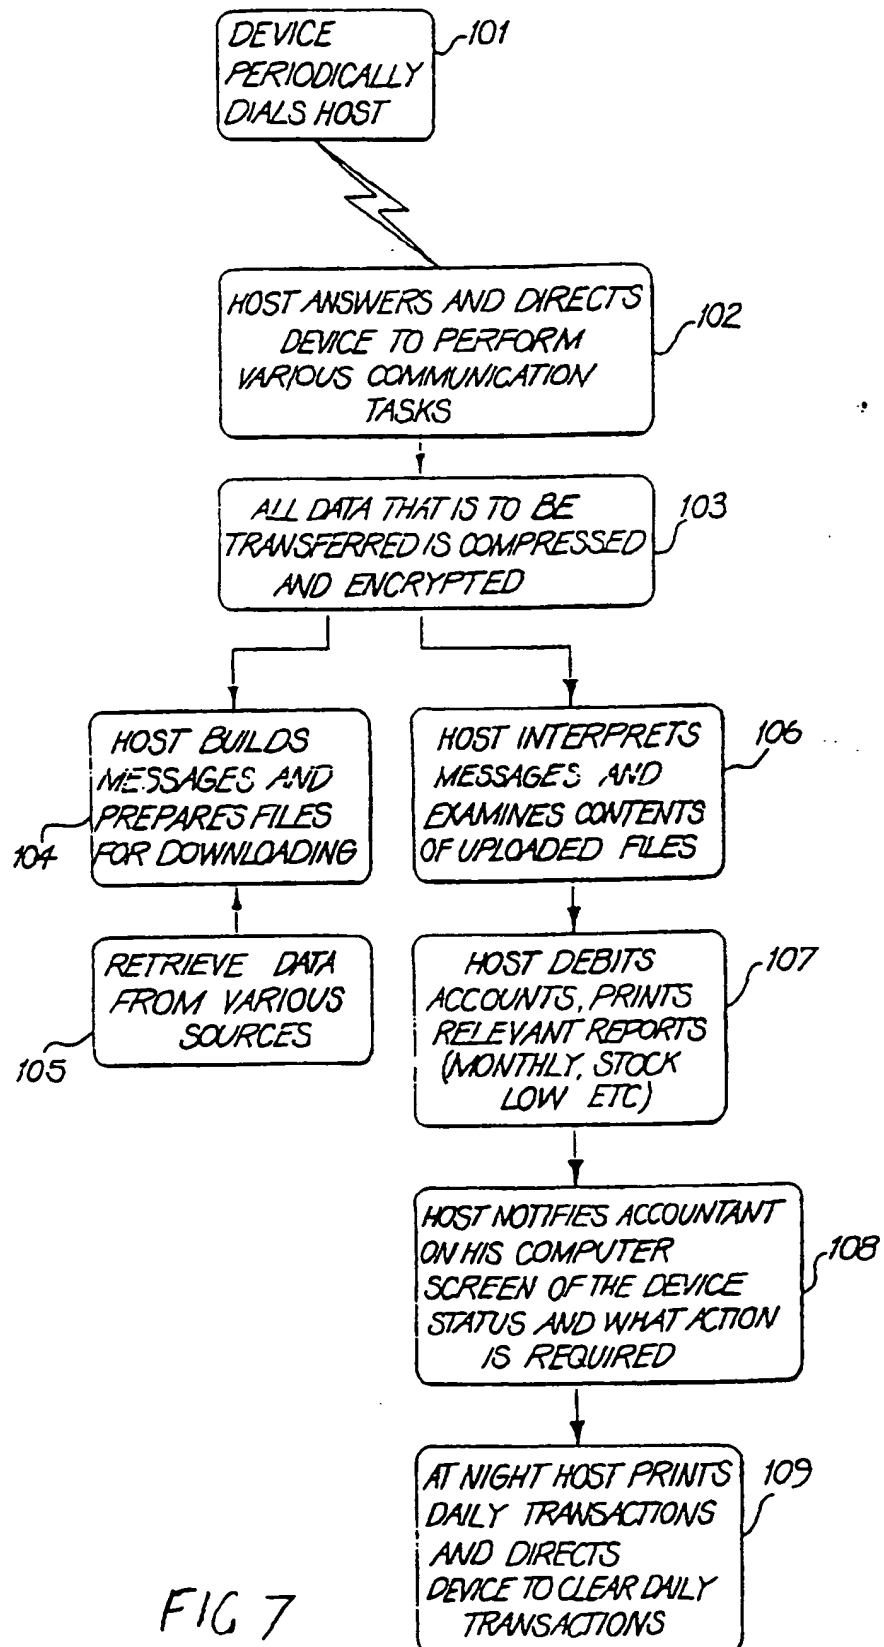 DEVICE
PERIODICALLY
DIALS HOST
101
HOST ANSWERS AND DIRECTS
DEVICE TO PERFORM
VARIOUS COMMUNICATION
TASKS
102
ALL DATA THAT IS TO BE
TRANSFERRED IS COMPRESSED
AND ENCRYPTED
103
HOST BUILDS
MESSAGES AND
PREPARES FILES
FOR DOWNLOADING
104
RETRIEVE DATA
FROM VARIOUS
SOURCES
105
HOST INTERPRETS
MESSAGES AND
EXAMINES CONTENTS
OF UPLOADED FILES
106
HOST DEBITS
ACCOUNTS, PRINTS
RELEVANT REPORTS
(MONTHLY, STOCK
LOW ETC)
107
HOST NOTIFIES ACCOUNTANT
ON HIS COMPUTER
SCREEN OF THE DEVICE
STATUS AND WHAT ACTION
IS REQUIRED
108
AT NIGHT HOST PRINTS
DAILY TRANSACTIONS
AND DIRECTS
DEVICE TO CLEAR DAILY
TRANSACTIONS
109
FIG 7